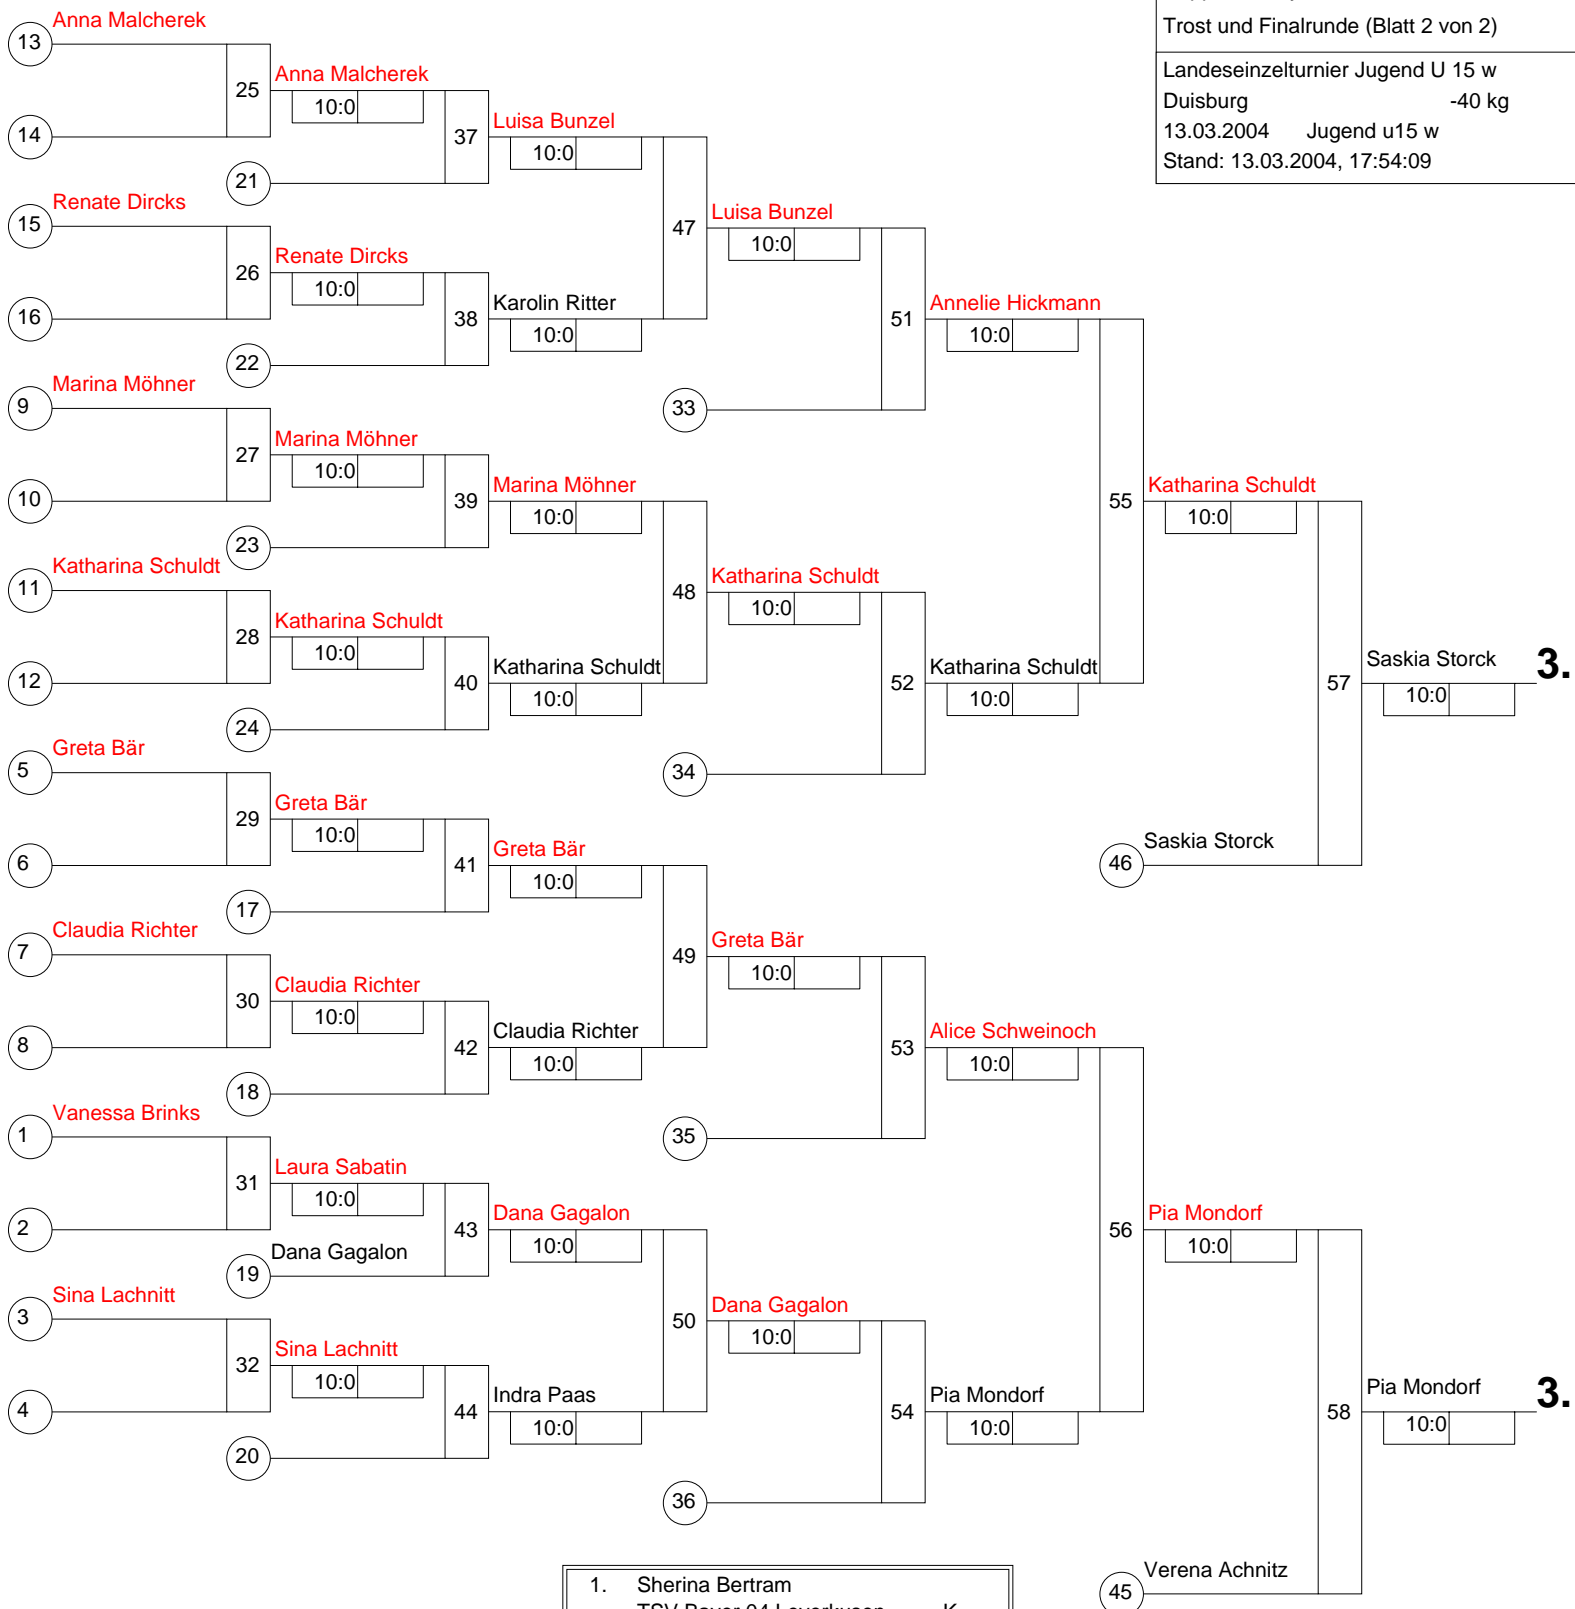 Trost und Finalrunde (Blatt 2 von 2)
Landeseinzelturnier Jugend U 15 w
Duisburg -40 kg
13.03.2004 Jugend u15 w
Stand: 13.03.2004, 17:54:09
Anna Malcherek
13
25
Anna Malcherek
10:0
14
37
Luisa Bunzel
10:0
21
Renate Dircks
15
47
Luisa Bunzel
10:0
26
Renate Dircks
10:0
16
38
Karolin Ritter
10:0
22
51
Annelie Hickmann
10:0
Marina Möhner
9
33
27
Marina Möhner
10:0
10
39
Marina Möhner
10:0
23
55
Katharina Schuldt
10:0
Katharina Schuldt
11
48
Katharina Schuldt
10:0
28
Katharina Schuldt
10:0
12
40
Katharina Schuldt
10:0
24
52
Katharina Schuldt
10:0
57
Saskia Storck
10:0
3.
Greta Bär
5
34
29
Greta Bär
10:0
6
41
Greta Bär
10:0
17
46
Saskia Storck
Claudia Richter
7
49
Greta Bär
10:0
30
Claudia Richter
10:0
8
42
Claudia Richter
10:0
18
53
Alice Schweinoch
10:0
Vanessa Brinks
1
35
31
Laura Sabatin
10:0
2
43
Dana Gagalon
10:0
19
Dana Gagalon
56
Pia Mondorf
10:0
Sina Lachnitt
3
50
Dana Gagalon
10:0
32
Sina Lachnitt
10:0
4
44
Indra Paas
10:0
20
54
Pia Mondorf
10:0
58
Pia Mondorf
10:0
3.
36
45
Verena Achnitz
1. Sherina Bertram